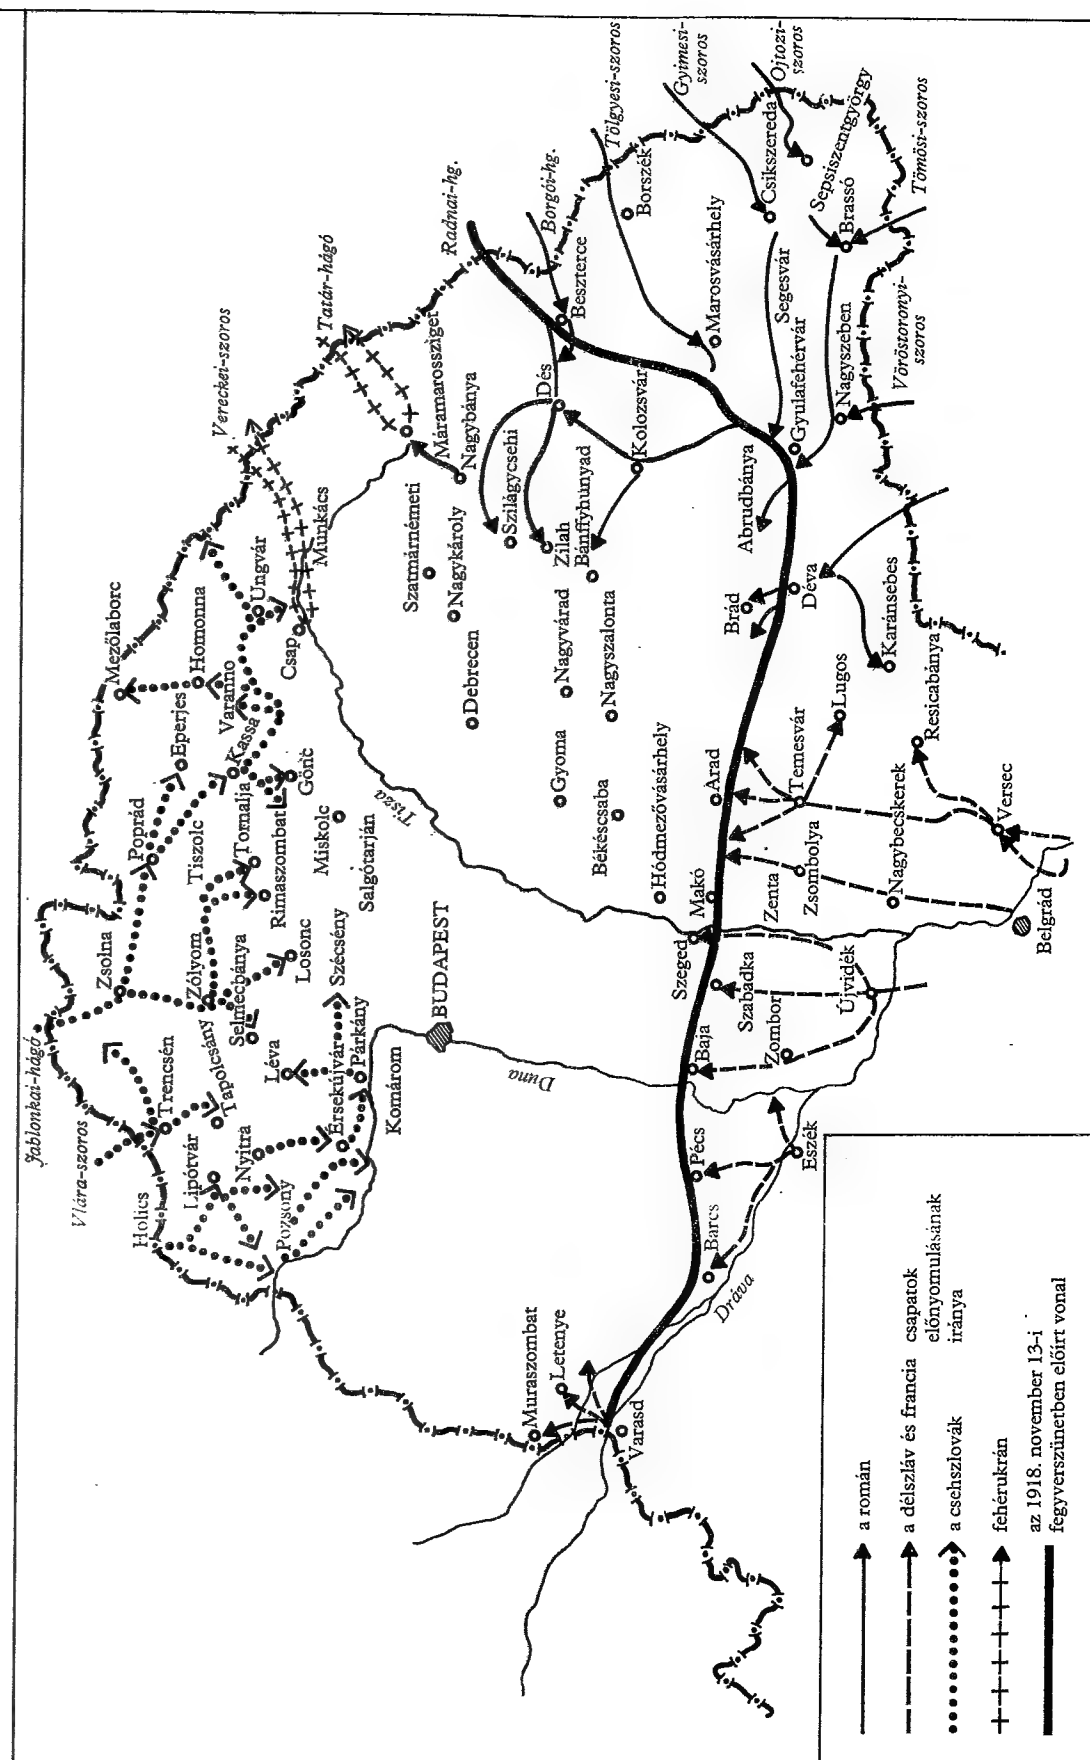 Jablonkai-hágó
Vlára-szoros
Holics
Trencsén
Zsolna
Lipótvár
Nyitra
Tapolcsány
Pozsony
Zólyom
Selmecbánya
Léva
Érsekújvár
Párkány
Komárom
Szécsény
Losonc
Poprád
Tiszolc
Tornalja
Rimaszombat
Miskolc
Salgótarján
BUDAPEST
Duna
Tisza
Mezőlaborc
Homonna
Varanno
Eperjes
Kassa
Gönc
Ungvár
Csap
Munkács
Vereckei-szoros
Tatár-hágó
Radnai-hg.
Borgói-hg.
Tölgyesi-szoros
Gyimesi-
szoros
Ojtozi-
szoros
Tömösi-szoros
Vöröstoronyi-
szoros
Máramarossziget
Nagybánya
Szatmárnémeti
Nagykároly
Debrecen
Szilágycsehi
Zilah
Bánffyhunyad
Dés
Beszterce
Kolozsvár
Borszék
Marosvásárhely
Csikszereda
Sepsiszentgyörgy
Brassó
Segesvár
Nagyszeben
Gyulafehérvár
Abrudbánya
Brád
Déva
Karánsebes
Lugos
Resicabánya
Nagyvárad
Nagyszalonta
Gyoma
Békéscsaba
Hódmezővásárhely
Arad
Makó
Temesvár
Zsombolya
Zenta
Nagybecskerek
Versec
Belgrád
Szeged
Szabadka
Zombor
Újvidék
Baja
Pécs
Eszék
Barcs
Dráva
Muraszombat
Letenye
Varasd
a román
a délszláv és francia csapatok
előnyomulásának
a csehszlovák iránya
fehérukrán
az 1918. november 13-i
fegyverszünetben előírt vonal